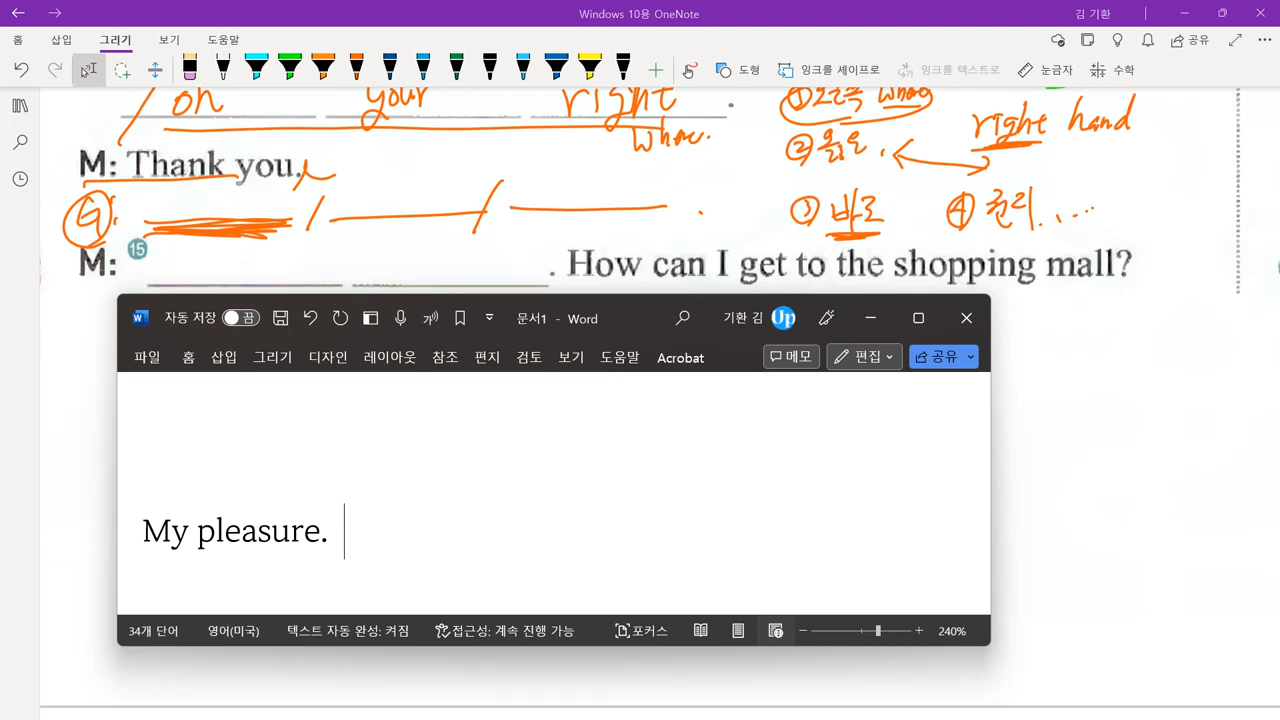 Windows 10용 OneNote
김 기환
홈 삽입 그리기 보기 도움말
공유
도형 잉크를 셰이프로 잉크를 텍스트로 눈금자 수학
on your right .
where.
① 오른쪽 where
② 옳은.
right hand
③ 바로 ④ 권리 . . . .
M: Thank you.
G:
15
M: . How can I get to the shopping mall?
자동 저장 끔 가 문서1 - Word 기환 김 Up
파일 홈 삽입 그리기 디자인 레이아웃 참조 편지 검토 보기 도움말 Acrobat 메모 편집 공유
My pleasure.
34개 단어 영어(미국) 텍스트 자동 완성: 켜짐 접근성: 계속 진행 가능 포커스 240%